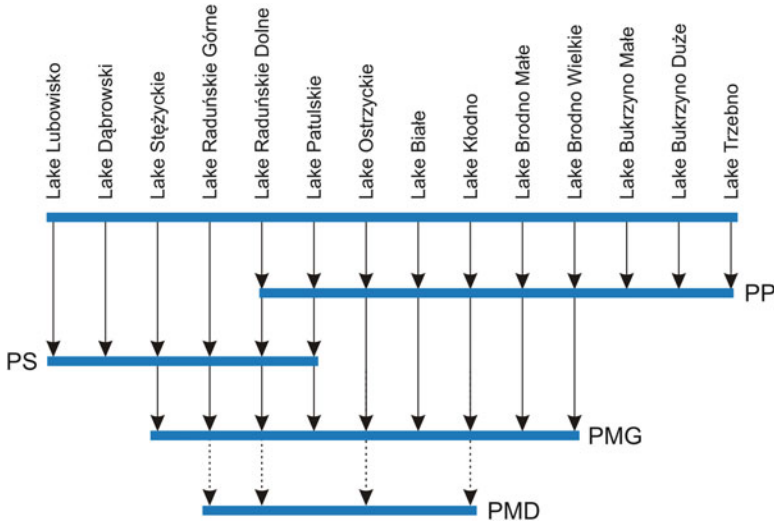 Lake Lubowisko
Lake Dąbrowski
Lake Stężyckie
Lake Raduńskie Górne
Lake Raduńskie Dolne
Lake Patulskie
Lake Ostrzyckie
Lake Białe
Lake Kłodno
Lake Brodno Małe
Lake Brodno Wielkie
Lake Bukrzyno Małe
Lake Bukrzyno Duże
Lake Trzebno
PP
PS
PMG
PMD